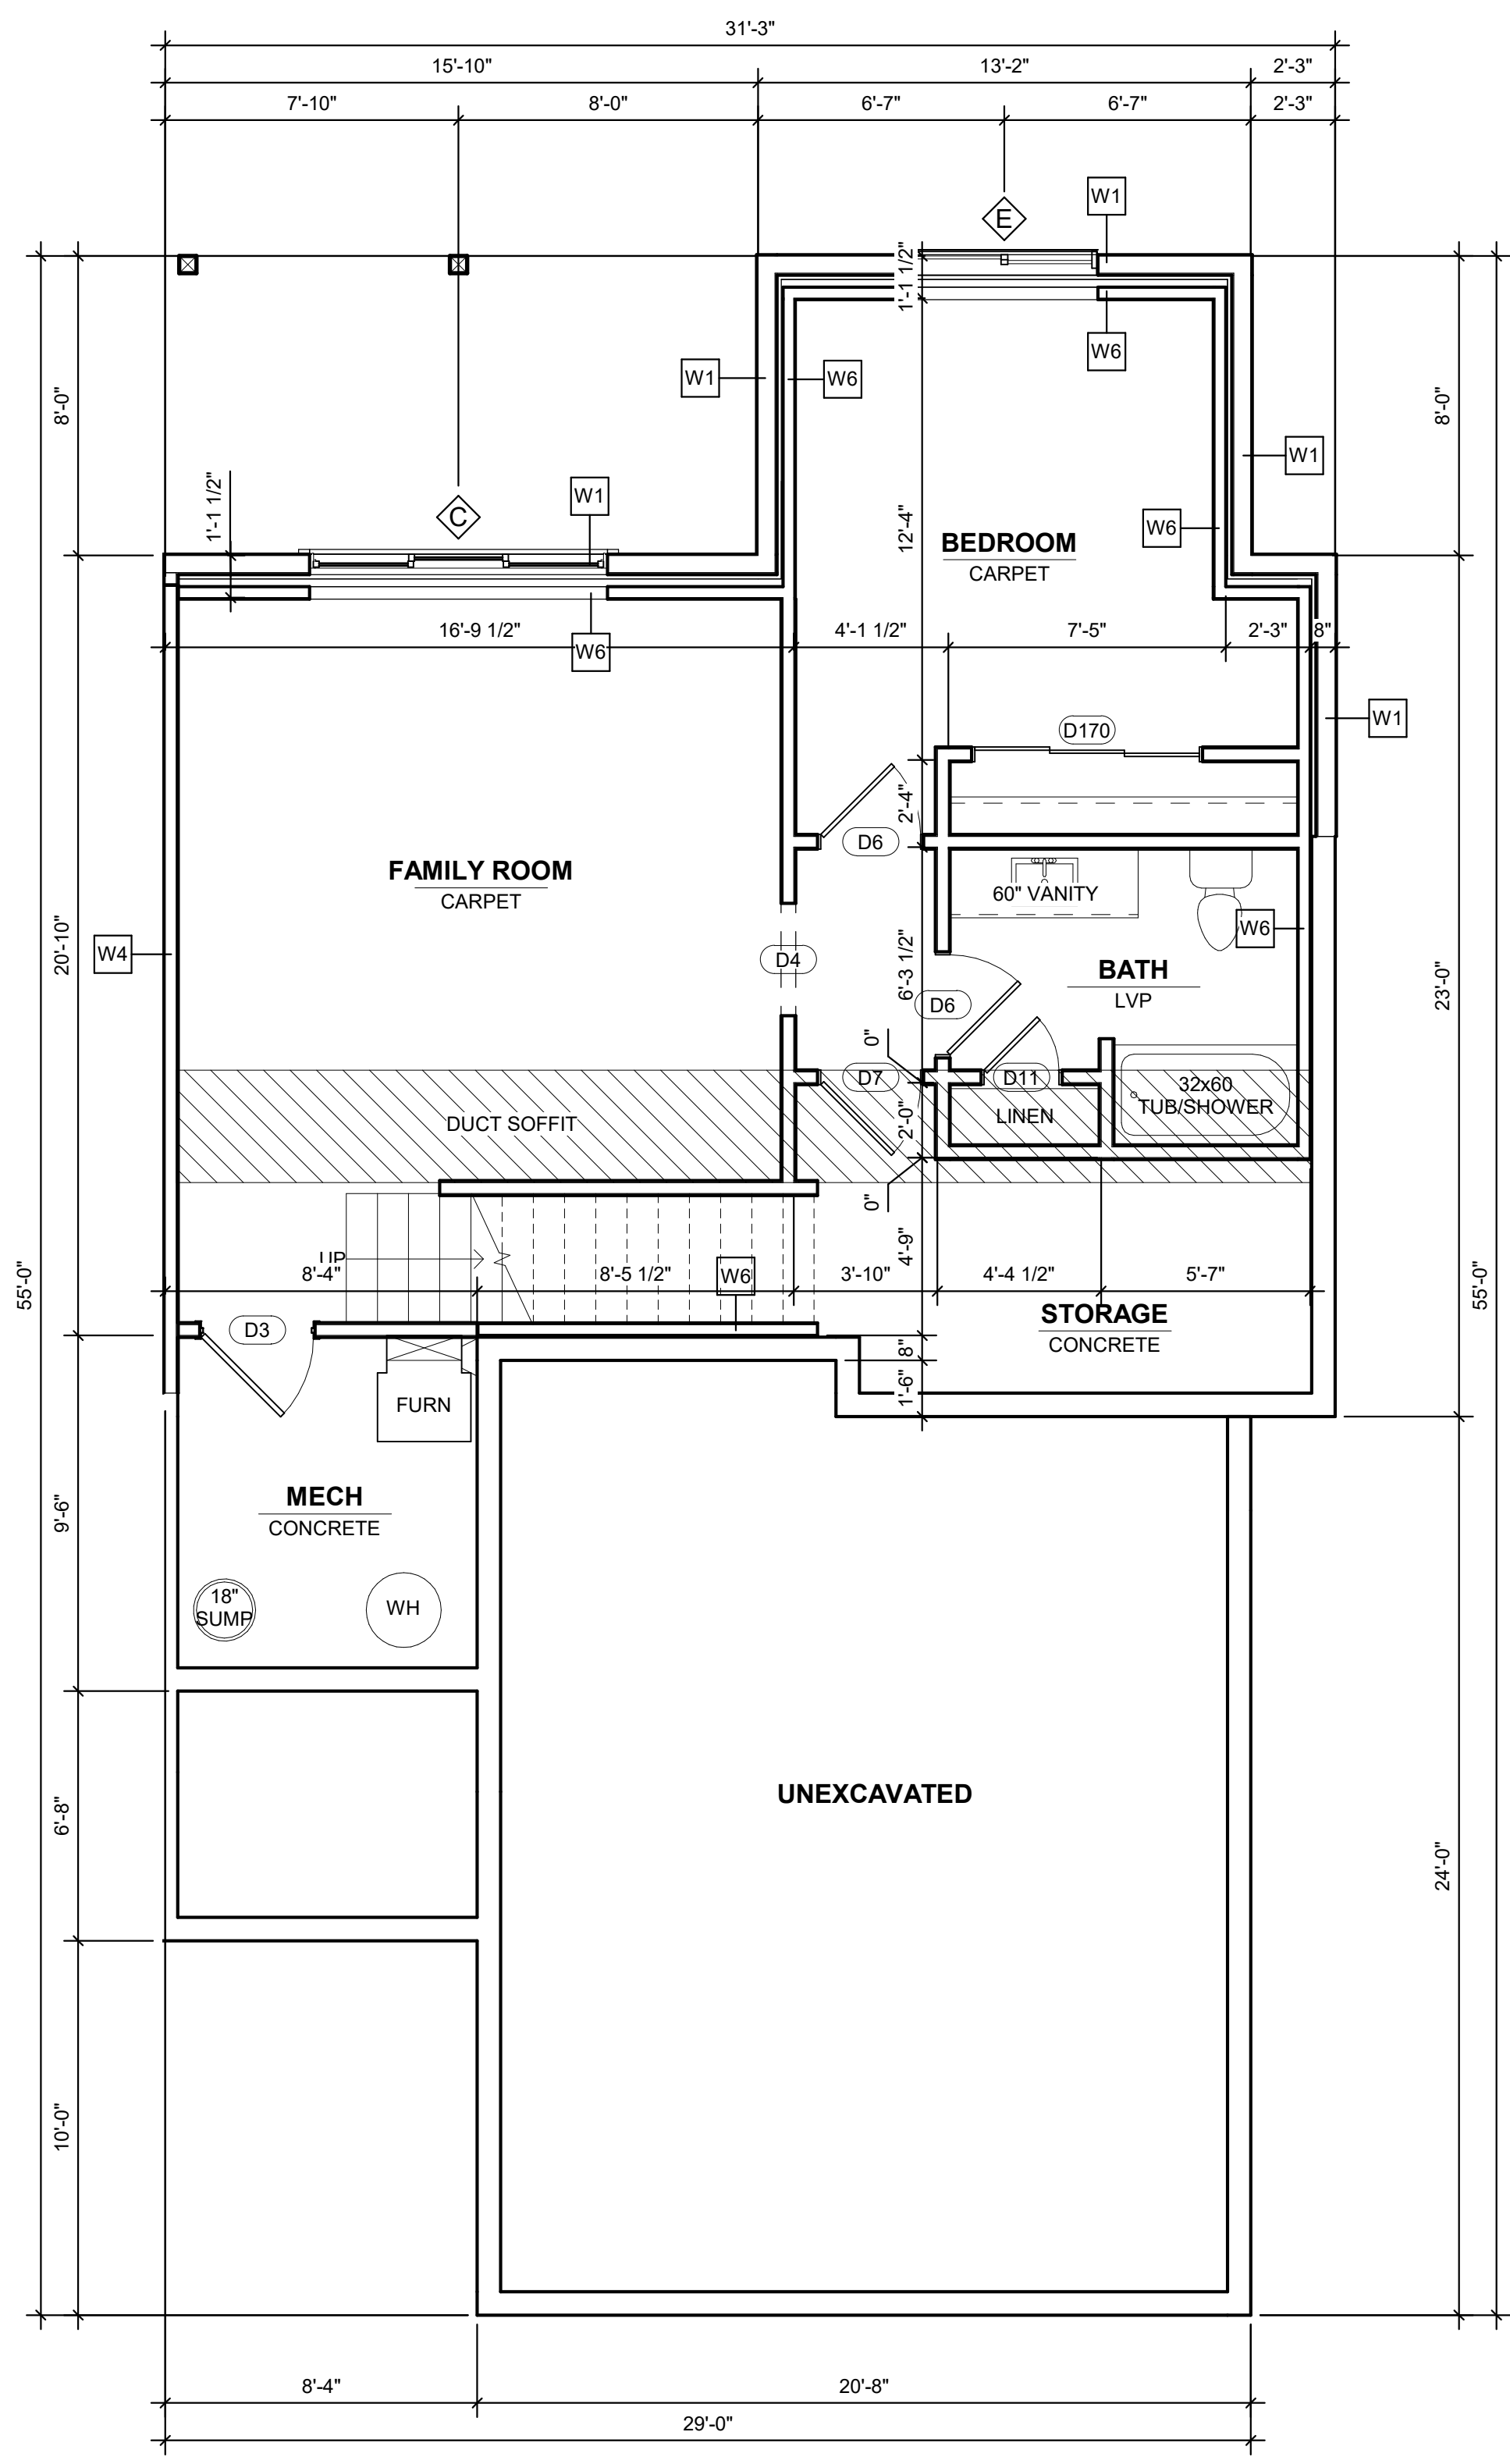 31'-3"
15'-10"
13'-2"
2'-3"
7'-10"
8'-0"
6'-7"
6'-7"
2'-3"
W1
E
1'-1 1/2"
W6
W1
W6
8'-0"
8'-0"
W1
1'-1 1/2"
W1
C
W6
12'-4"
BEDROOM
CARPET
16'-9 1/2"
4'-1 1/2"
7'-5"
2'-3"
8"
W6
W1
D170
2'-4"
D6
FAMILY ROOM
CARPET
60" VANITY
W6
20'-10"
W4
D4
6'-3 1/2"
BATH
LVP
23'-0"
D6
0"
D7
D11
32x60
TUB/SHOWER
DUCT SOFFIT
2'-0"
LINEN
0"
4'-9"
UP
8'-4"
8'-5 1/2"
W6
3'-10"
4'-4 1/2"
5'-7"
55'-0"
55'-0"
STORAGE
CONCRETE
D3
8"
1'-6"
FURN
MECH
CONCRETE
9'-6"
18"
SUMP
WH
UNEXCAVATED
6'-8"
24'-0"
10'-0"
8'-4"
20'-8"
29'-0"